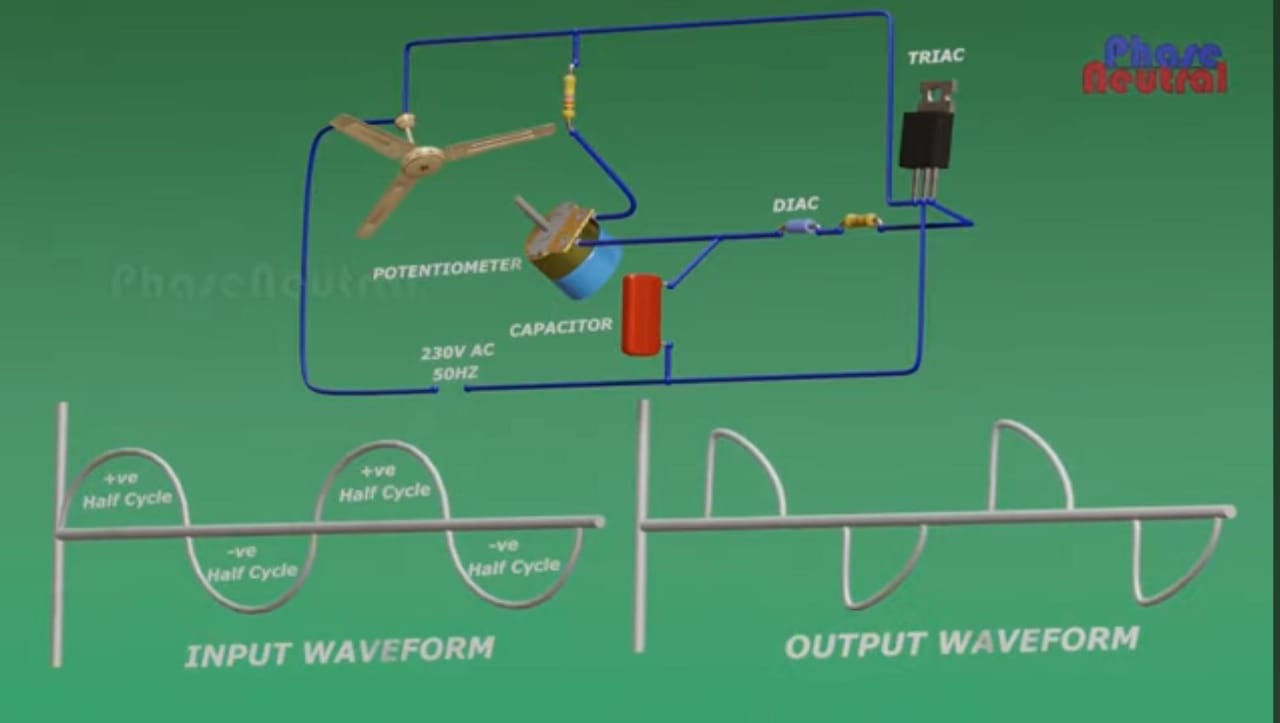 Phase
Neutral
TRIAC
DIAC
POTENTIOMETER
PhaseNeutral
CAPACITOR
230V AC
50HZ
+ve
Half Cycle
-ve
Half Cycle
+ve
Half Cycle
-ve
Half Cycle
INPUT WAVEFORM
OUTPUT WAVEFORM